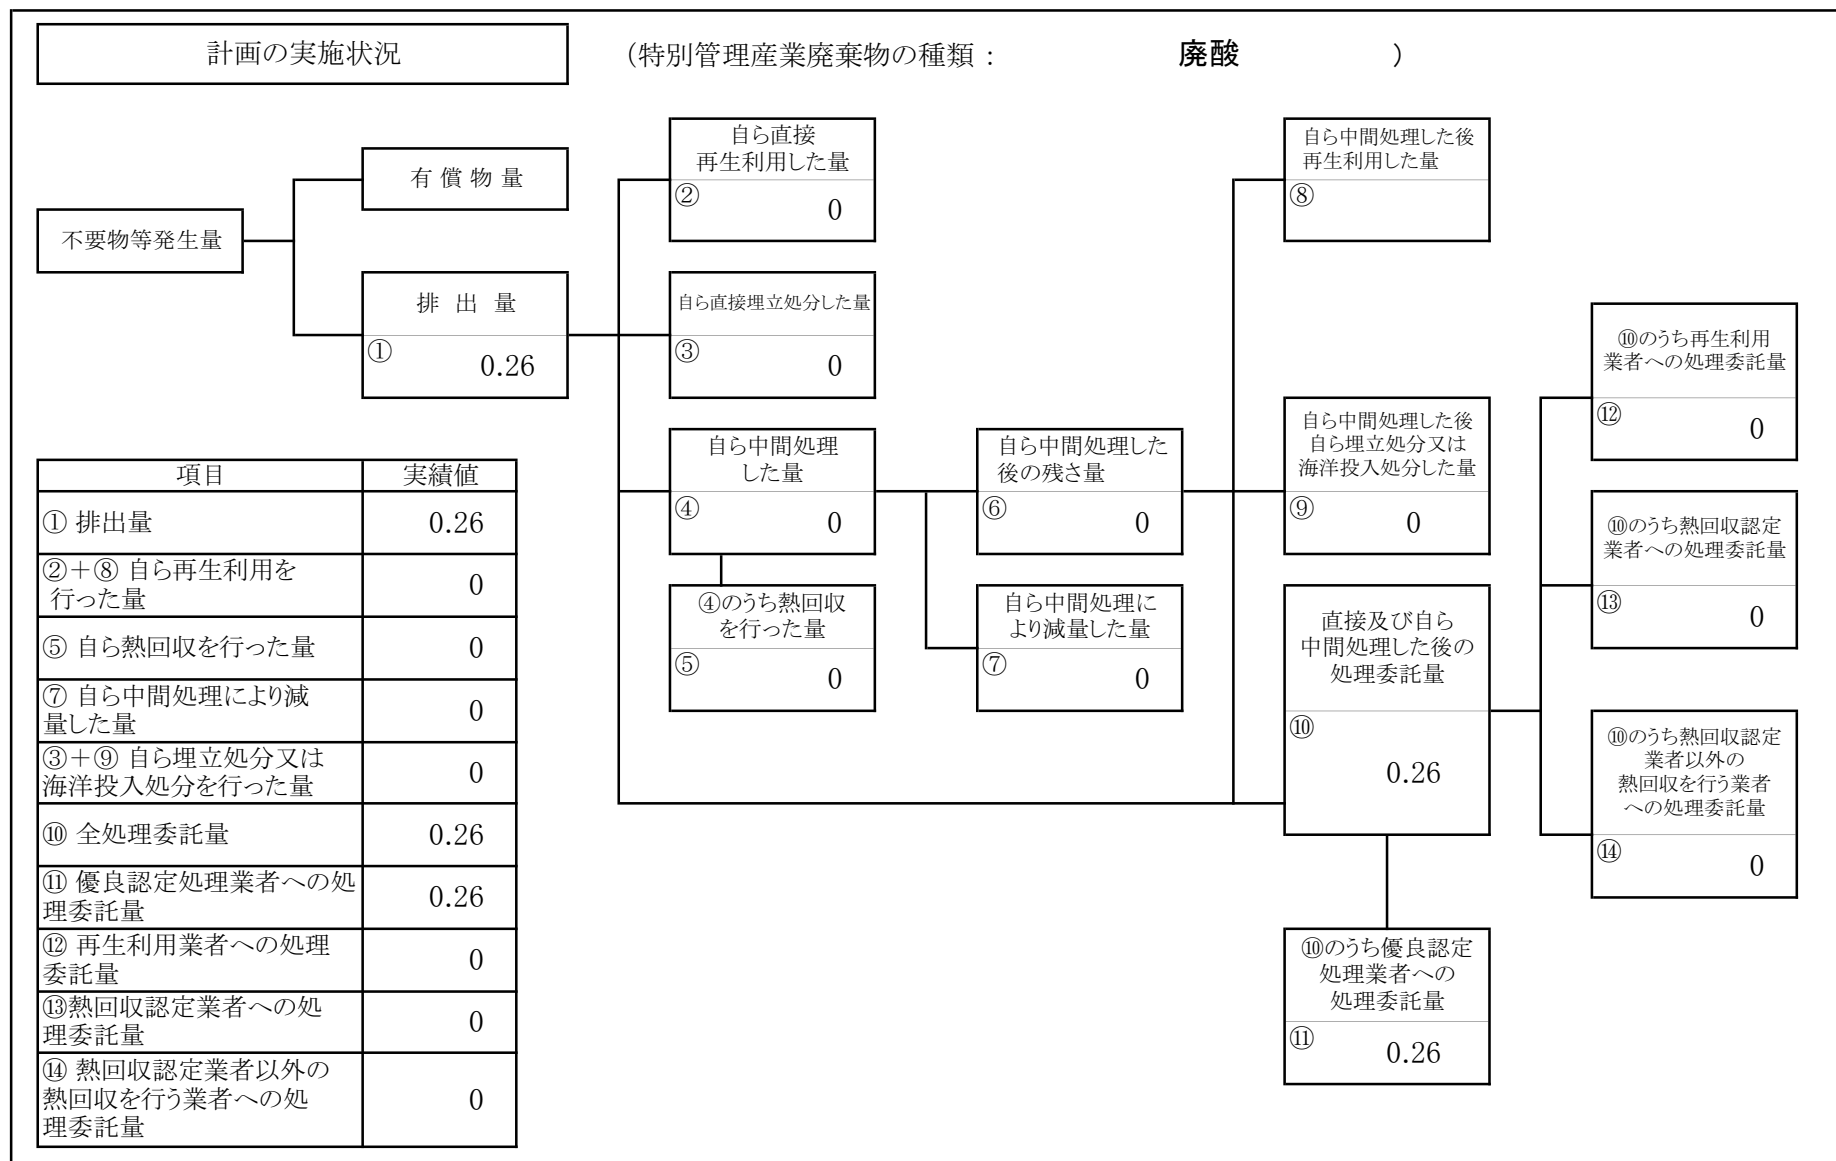 計画の実施状況
（特別管理産業廃棄物の種類： 廃酸 ）
不要物等発生量
有 償 物 量
排 出 量
① 0.26
自ら直接
再生利用した量
② 0
自ら直接埋立処分した量
③ 0
自ら中間処理
した量
④ 0
④のうち熱回収
を行った量
⑤ 0
自ら中間処理した
後の残さ量
⑥ 0
自ら中間処理に
より減量した量
⑦ 0
自ら中間処理した後
再生利用した量
⑧
自ら中間処理した後
自ら埋立処分又は
海洋投入処分した量
⑨ 0
直接及び自ら
中間処理した後の
処理委託量
⑩
0.26
⑩のうち優良認定
処理業者への
処理委託量
⑪ 0.26
⑩のうち再生利用
業者への処理委託量
⑫ 0
⑩のうち熱回収認定
業者への処理委託量
⑬ 0
⑩のうち熱回収認定
業者以外の
熱回収を行う業者
への処理委託量
⑭ 0
項目 実績値
① 排出量 0.26
②＋⑧ 自ら再生利用を
行った量 0
⑤ 自ら熱回収を行った量 0
⑦ 自ら中間処理により減
量した量 0
③＋⑨ 自ら埋立処分又は
海洋投入処分を行った量 0
⑩ 全処理委託量 0.26
⑪ 優良認定処理業者への処
理委託量 0.26
⑫ 再生利用業者への処理
委託量 0
⑬熱回収認定業者への処
理委託量 0
⑭ 熱回収認定業者以外の
熱回収を行う業者への処
理委託量 0